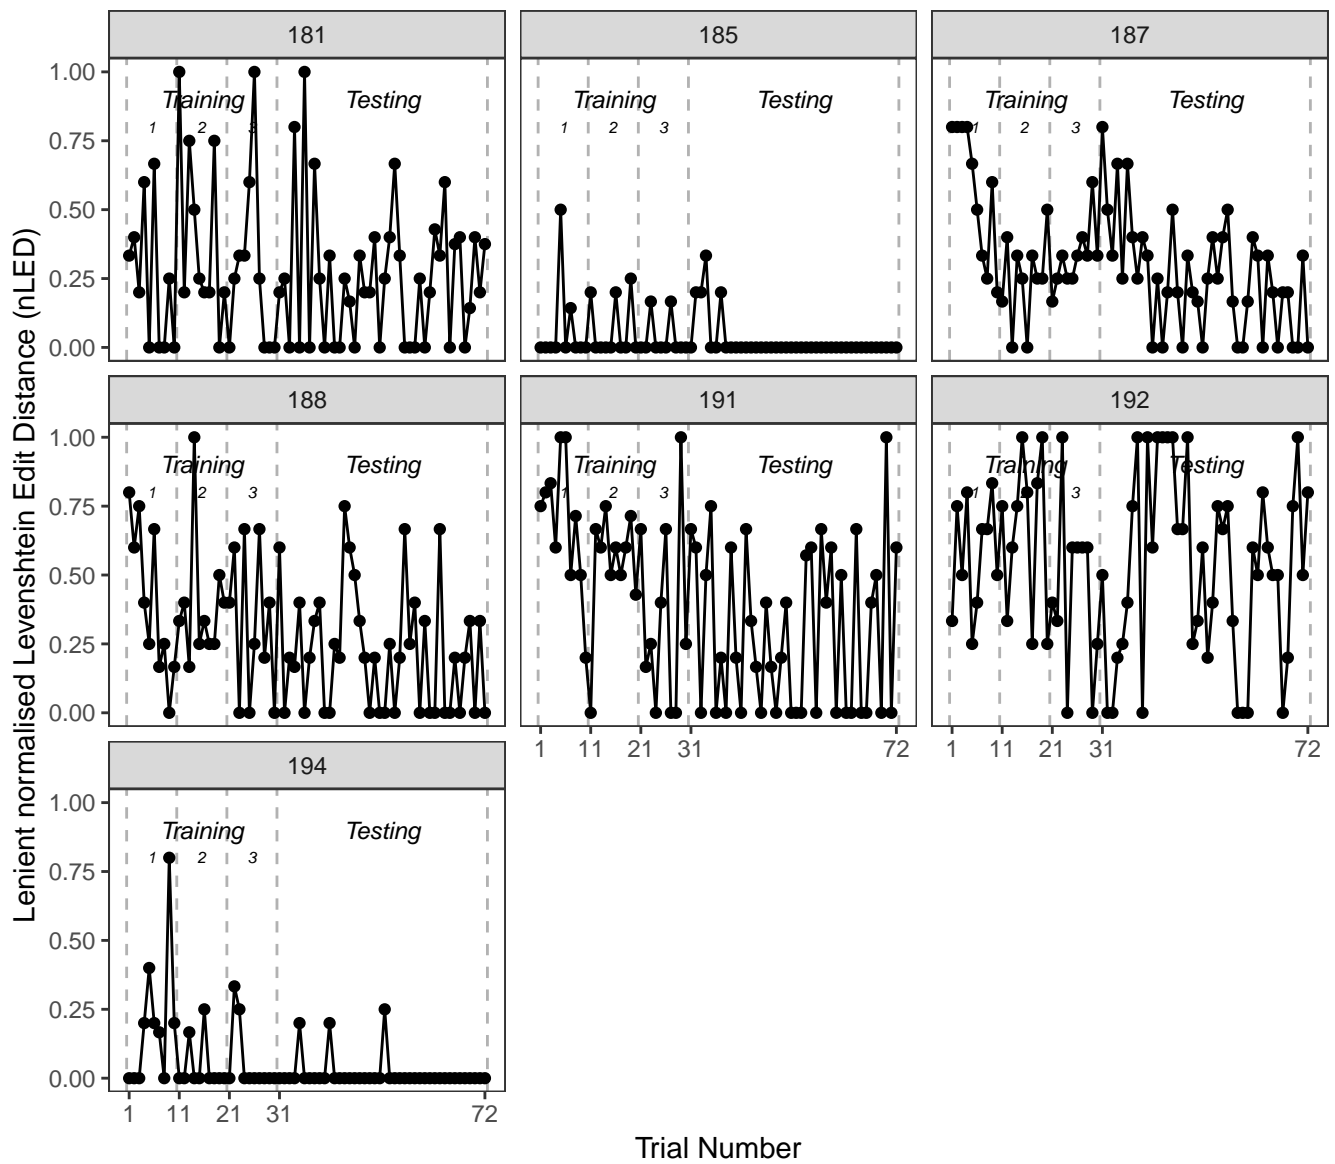 Lenient normalised Levenshtein Edit Distance (nLED)
181
185
187
1.00
0.75
0.50
0.25
0.00
Training
Testing
1
2
3
Training
Testing
1
2
3
Training
Testing
1
2
3
188
191
192
1.00
0.75
0.50
0.25
0.00
Training
Testing
1
2
3
Training
Testing
1
2
3
Training
Testing
1
3
1 11 21 31 72
1 11 21 31 72
194
1.00
0.75
0.50
0.25
0.00
Training
Testing
1
2
3
1 11 21 31 72
Trial Number